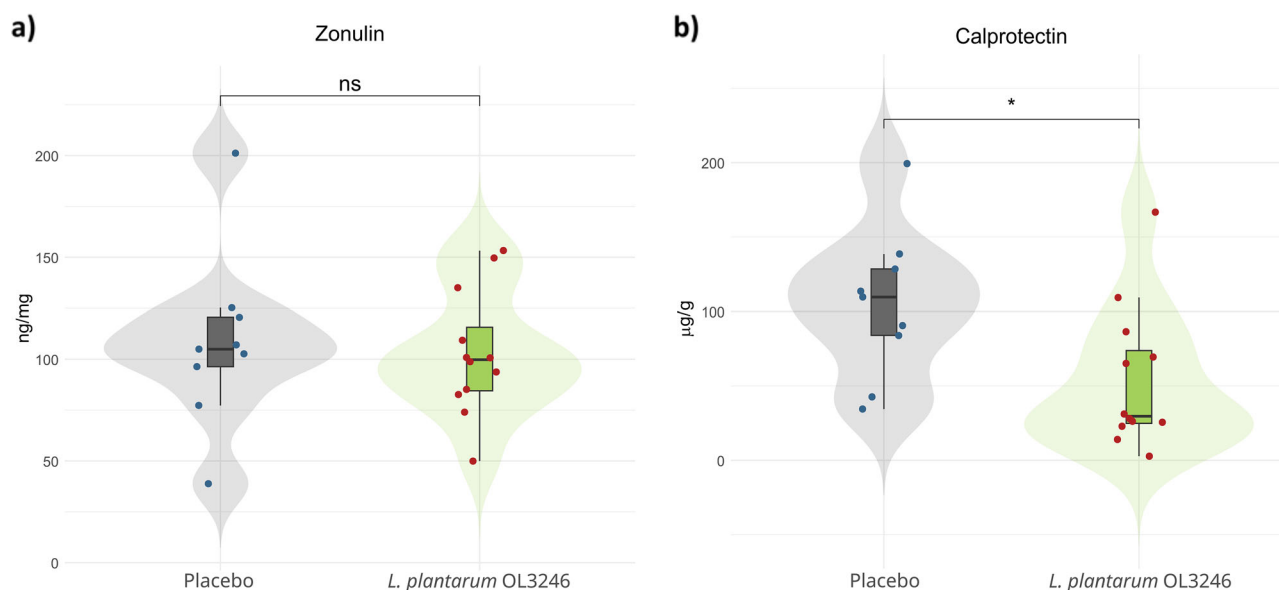 a)
Zonulin
ns
200
150
100
50
0
ng/mg
Placebo
L. plantarum OL3246
b)
Calprotectin
*
200
100
0
µg/g
Placebo
L. plantarum OL3246